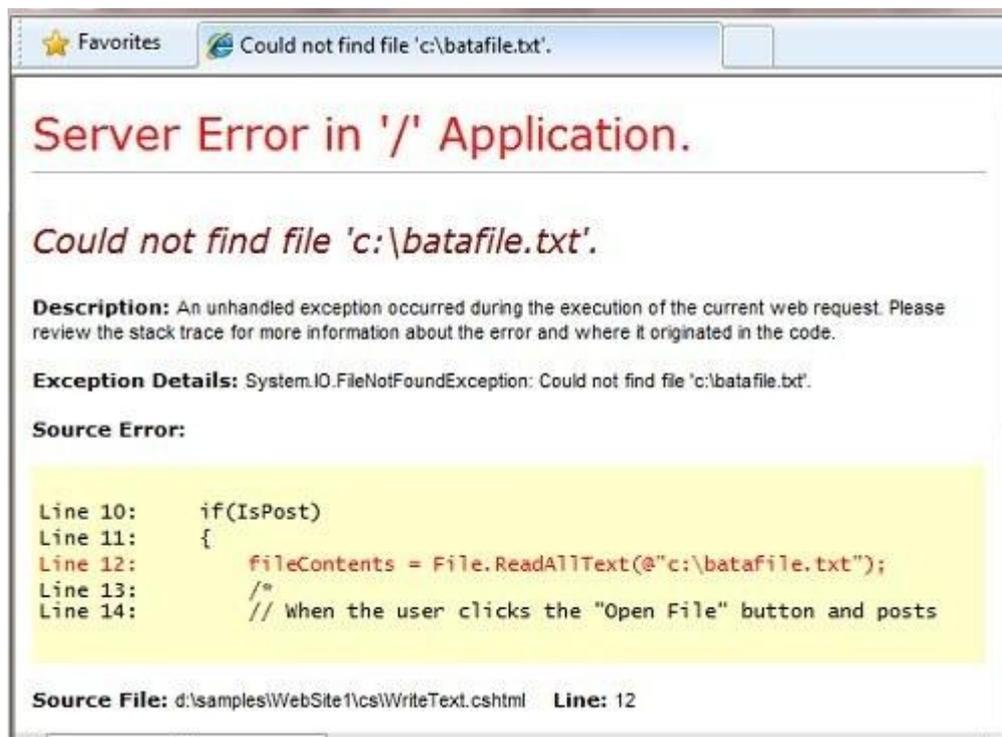 Favorites
Could not find file 'c:\batafile.txt'.
Server Error in '/' Application.
Could not find file 'c:\batafile.txt'.
Description: An unhandled exception occurred during the execution of the current web request. Please
review the stack trace for more information about the error and where it originated in the code.
Exception Details: System.IO.FileNotFoundException: Could not find file 'c:\batafile.txt'.
Source Error:
Line 10: if(IsPost)
Line 11: {
Line 12: fileContents = File.ReadAllText(@"c:\batafile.txt");
Line 13: /*
Line 14: // When the user clicks the "Open File" button and posts
Source File: d:\samples\WebSite1\cs\WriteText.cshtml Line: 12